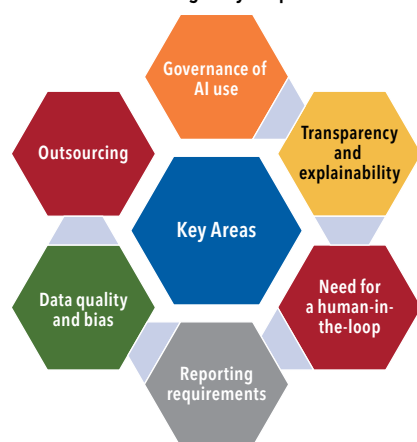 Governance of
AI use
Transparency
and
explainability
Outsourcing
Key Areas
Need for
a human-in-
the-loop
Data quality
and bias
Reporting
requirements